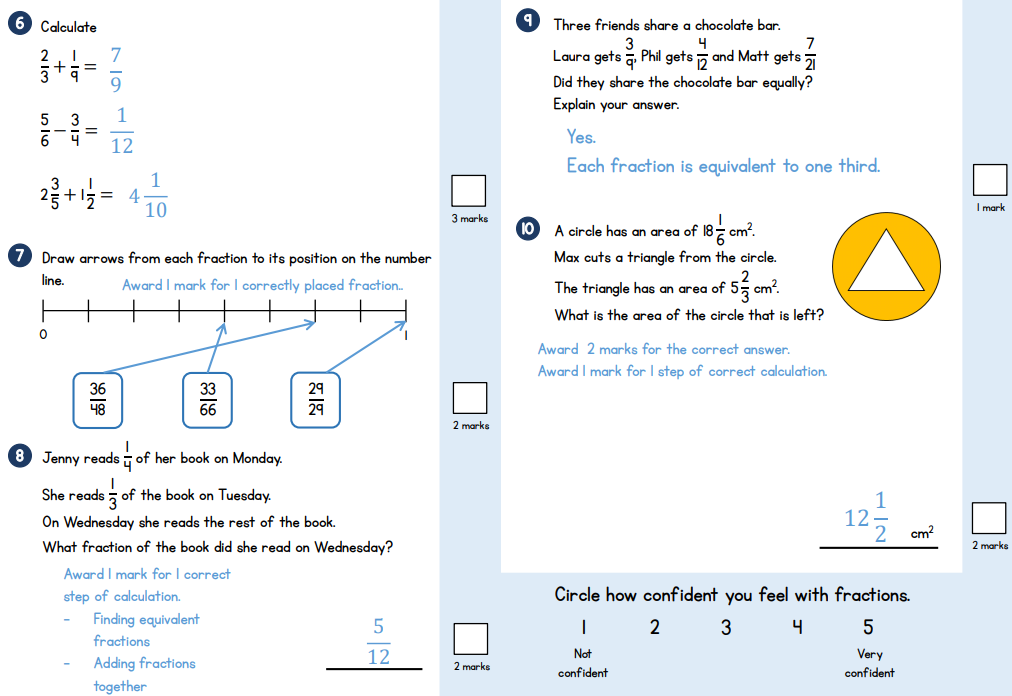 6 Calculate
2/3 + 1/9 = 7/9
5/6 − 3/4 = 1/12
2 3/5 + 1 1/2 = 4 1/10
3 marks
7 Draw arrows from each fraction to its position on the number
line. Award 1 mark for 1 correctly placed fraction..
0 1
36/48 33/66 29/29
2 marks
8 Jenny reads 1/4 of her book on Monday.
She reads 1/3 of the book on Tuesday.
On Wednesday she reads the rest of the book.
What fraction of the book did she read on Wednesday?
Award 1 mark for 1 correct
step of calculation.
- Finding equivalent
fractions
- Adding fractions
together
5/12
2 marks
9 Three friends share a chocolate bar.
Laura gets 3/9, Phil gets 4/12 and Matt gets 7/21
Did they share the chocolate bar equally?
Explain your answer.
Yes.
Each fraction is equivalent to one third.
1 mark
10 A circle has an area of 18 1/6 cm².
Max cuts a triangle from the circle.
The triangle has an area of 5 2/3 cm².
What is the area of the circle that is left?
Award 2 marks for the correct answer.
Award 1 mark for 1 step of correct calculation.
12 1/2 cm²
2 marks
Circle how confident you feel with fractions.
1 2 3 4 5
Not Very
confident confident